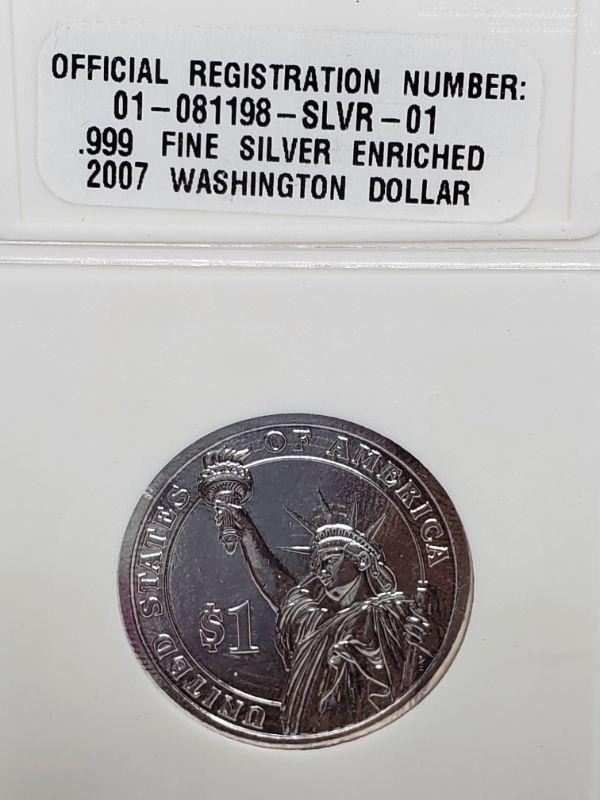 OFFICIAL REGISTRATION NUMBER:
01-081198-SLVR-01
.999 FINE SILVER ENRICHED
2007 WASHINGTON DOLLAR
UNITED STATES OF AMERICA
$1